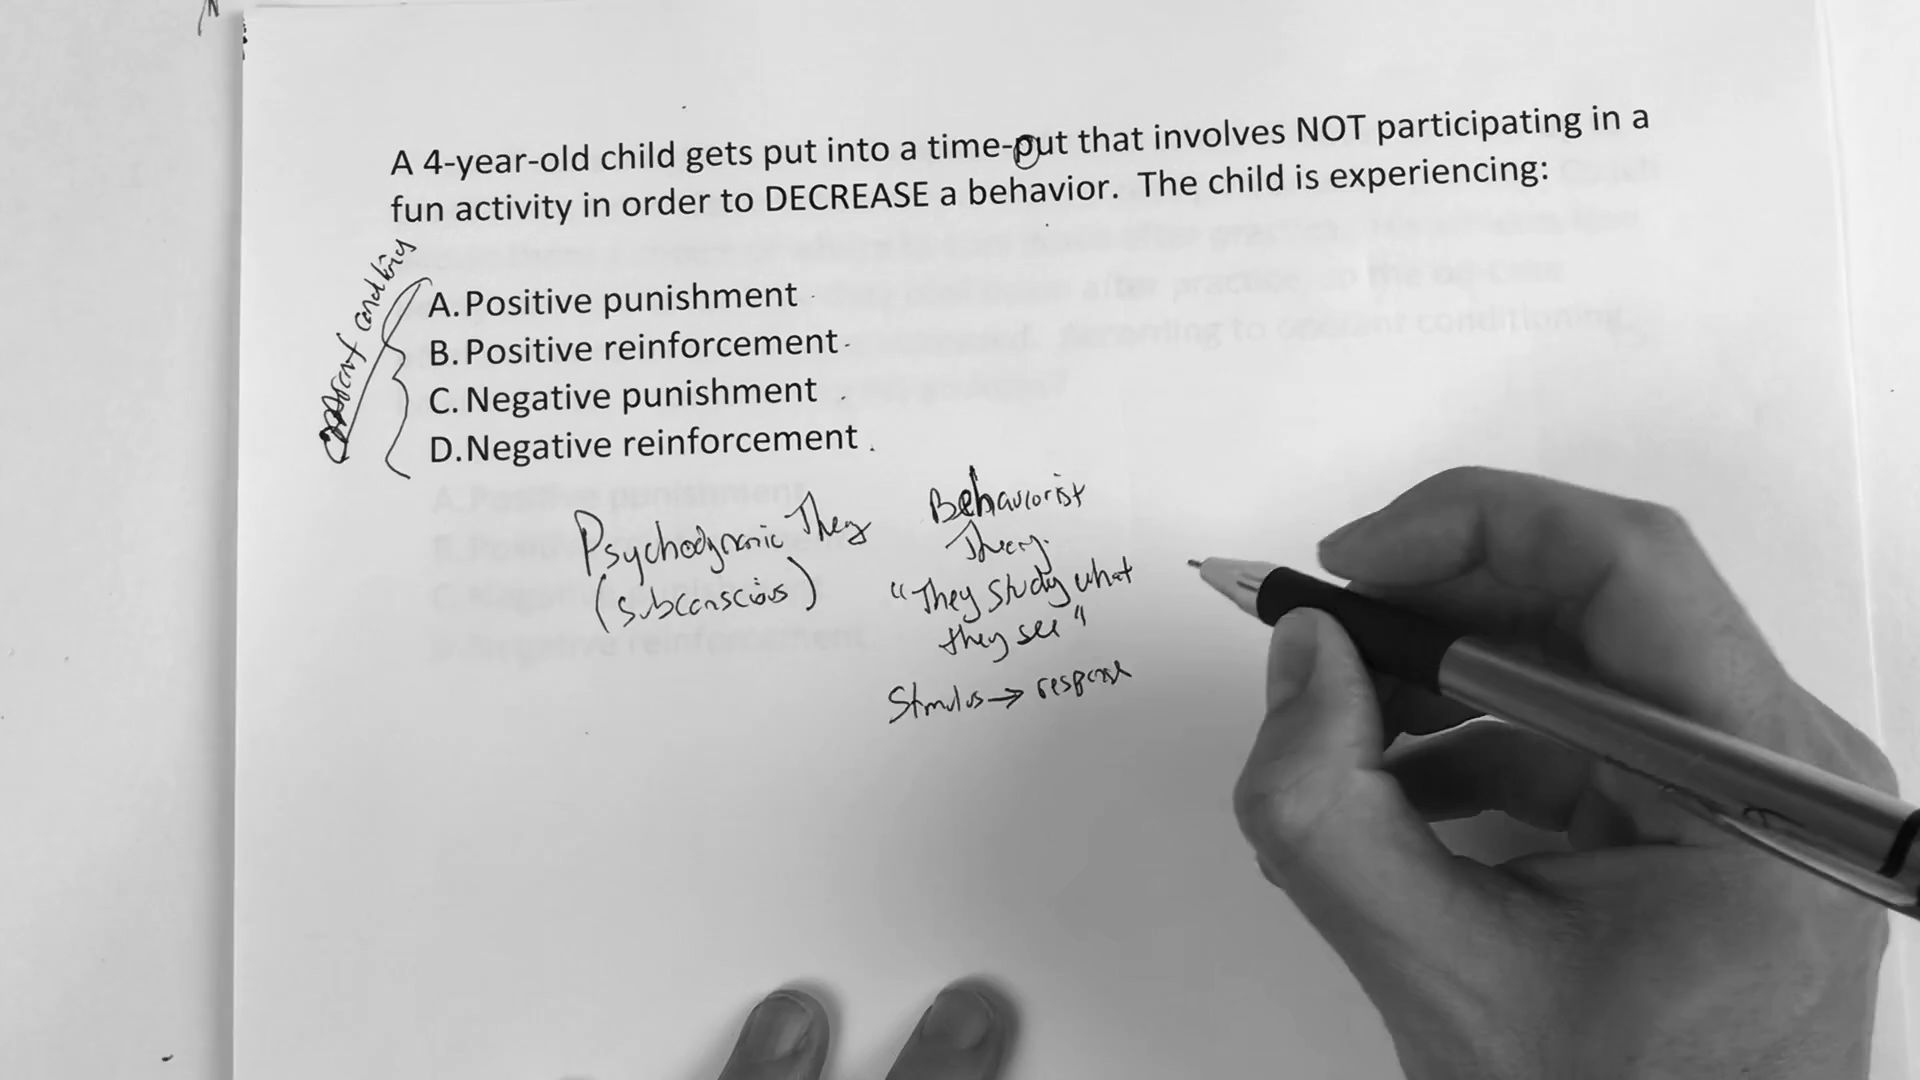 A 4-year-old child gets put into a time-out that involves NOT participating in a
fun activity in order to DECREASE a behavior. The child is experiencing:
operant conditioning
A. Positive punishment
B. Positive reinforcement
C. Negative punishment
D. Negative reinforcement
Psychodynamic Theory
(subconscious)
Behaviorist
Theory.
"They study what
they see"
Stimulus → response